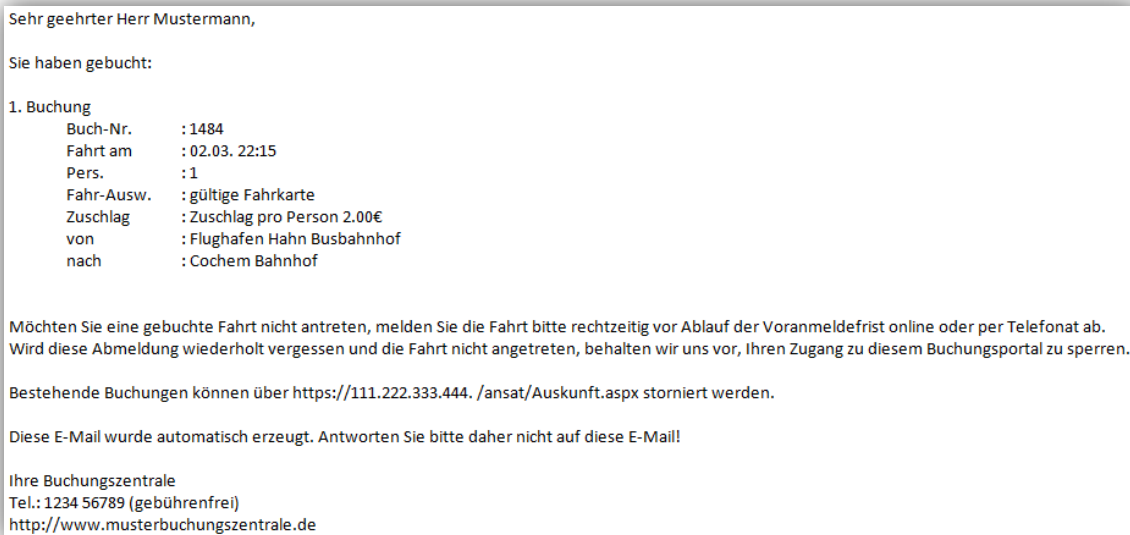 Sehr geehrter Herr Mustermann,
Sie haben gebucht:
1. Buchung
Buch-Nr. : 1484
Fahrt am : 02.03. 22:15
Pers. : 1
Fahr-Ausw. : gültige Fahrkarte
Zuschlag : Zuschlag pro Person 2.00€
von : Flughafen Hahn Busbahnhof
nach : Cochem Bahnhof
Möchten Sie eine gebuchte Fahrt nicht antreten, melden Sie die Fahrt bitte rechtzeitig vor Ablauf der Voranmeldefrist online oder per Telefonat ab.
Wird diese Abmeldung wiederholt vergessen und die Fahrt nicht angetreten, behalten wir uns vor, Ihren Zugang zu diesem Buchungsportal zu sperren.
Bestehende Buchungen können über https://111.222.333.444. /ansat/Auskunft.aspx storniert werden.
Diese E-Mail wurde automatisch erzeugt. Antworten Sie bitte daher nicht auf diese E-Mail!
Ihre Buchungszentrale
Tel.: 1234 56789 (gebührenfrei)
http://www.musterbuchungszentrale.de